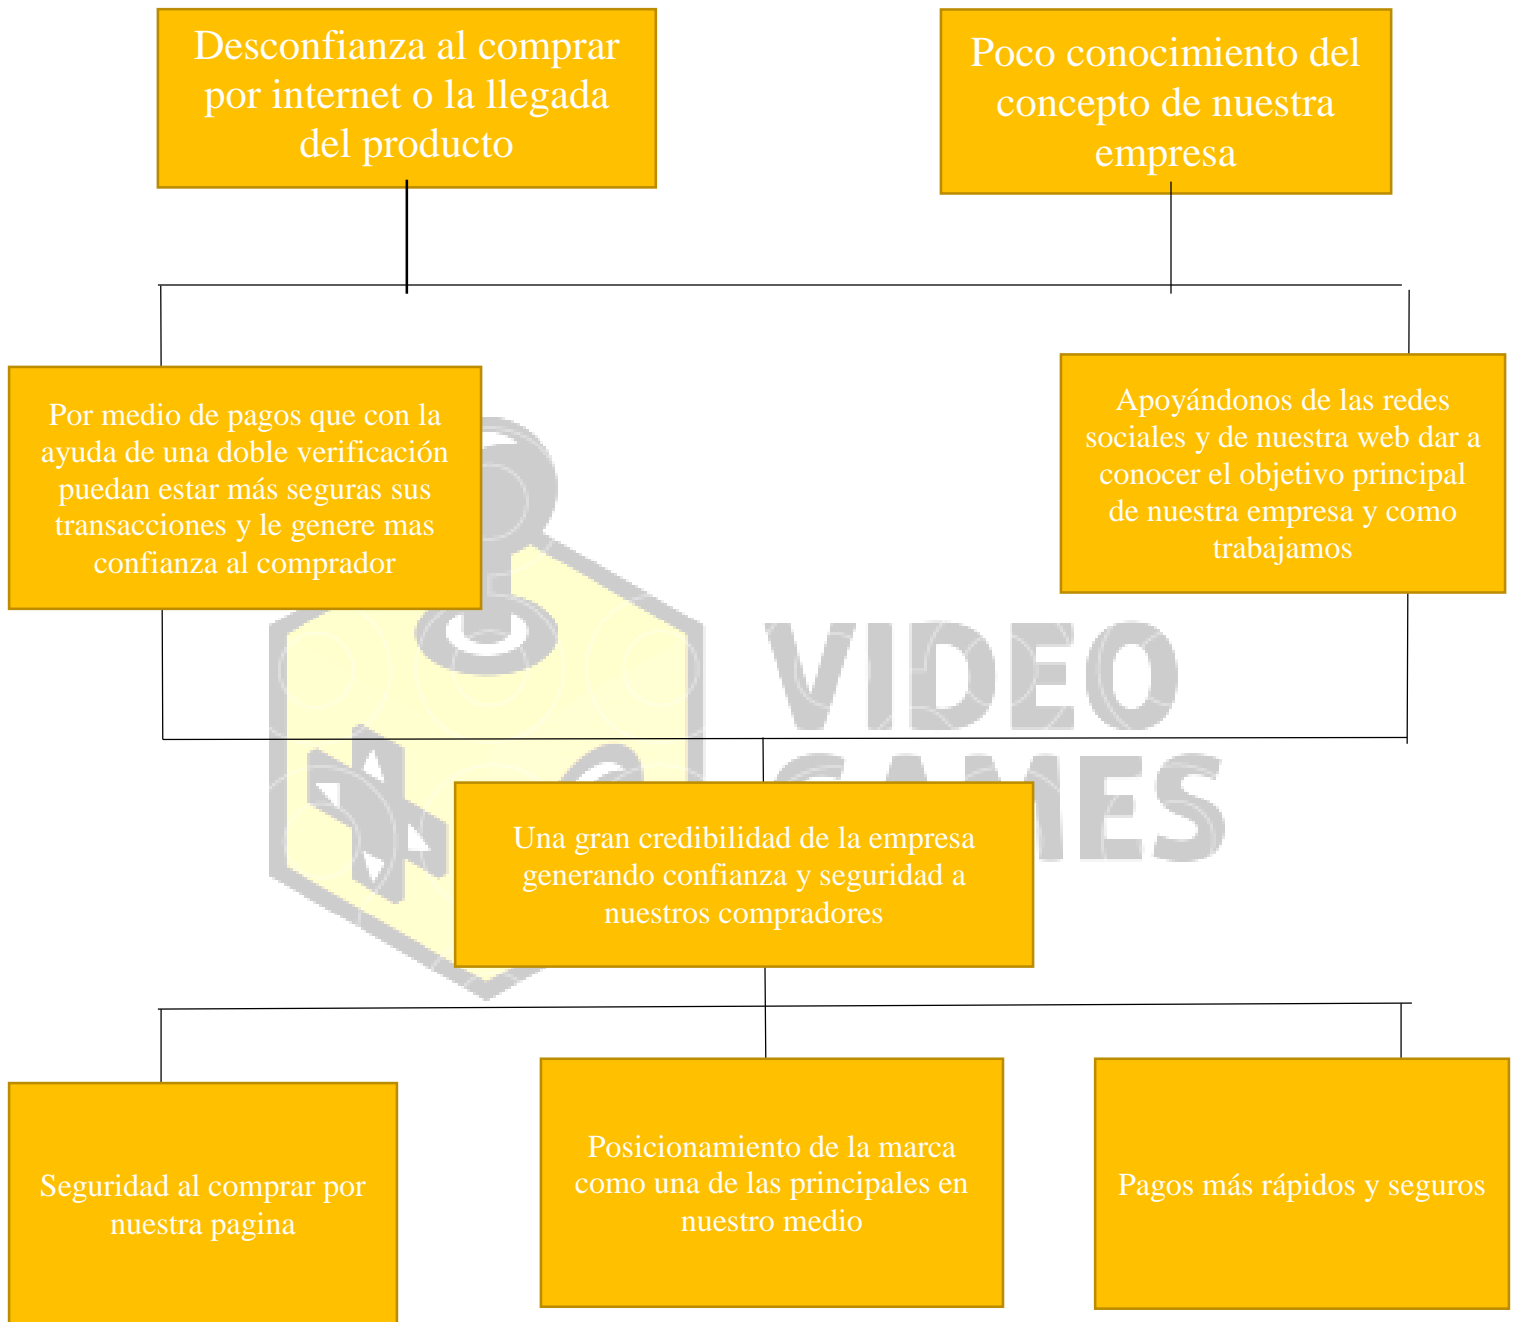 Desconfianza al comprar
por internet o la llegada
del producto
Poco conocimiento del
concepto de nuestra
empresa
Por medio de pagos que con la
ayuda de una doble verificación
puedan estar más seguras sus
transacciones y le genere mas
confianza al comprador
Apoyándonos de las redes
sociales y de nuestra web dar a
conocer el objetivo principal
de nuestra empresa y como
trabajamos
VIDEO
GAMES
Una gran credibilidad de la empresa
generando confianza y seguridad a
nuestros compradores
Seguridad al comprar por
nuestra pagina
Posicionamiento de la marca
como una de las principales en
nuestro medio
Pagos más rápidos y seguros